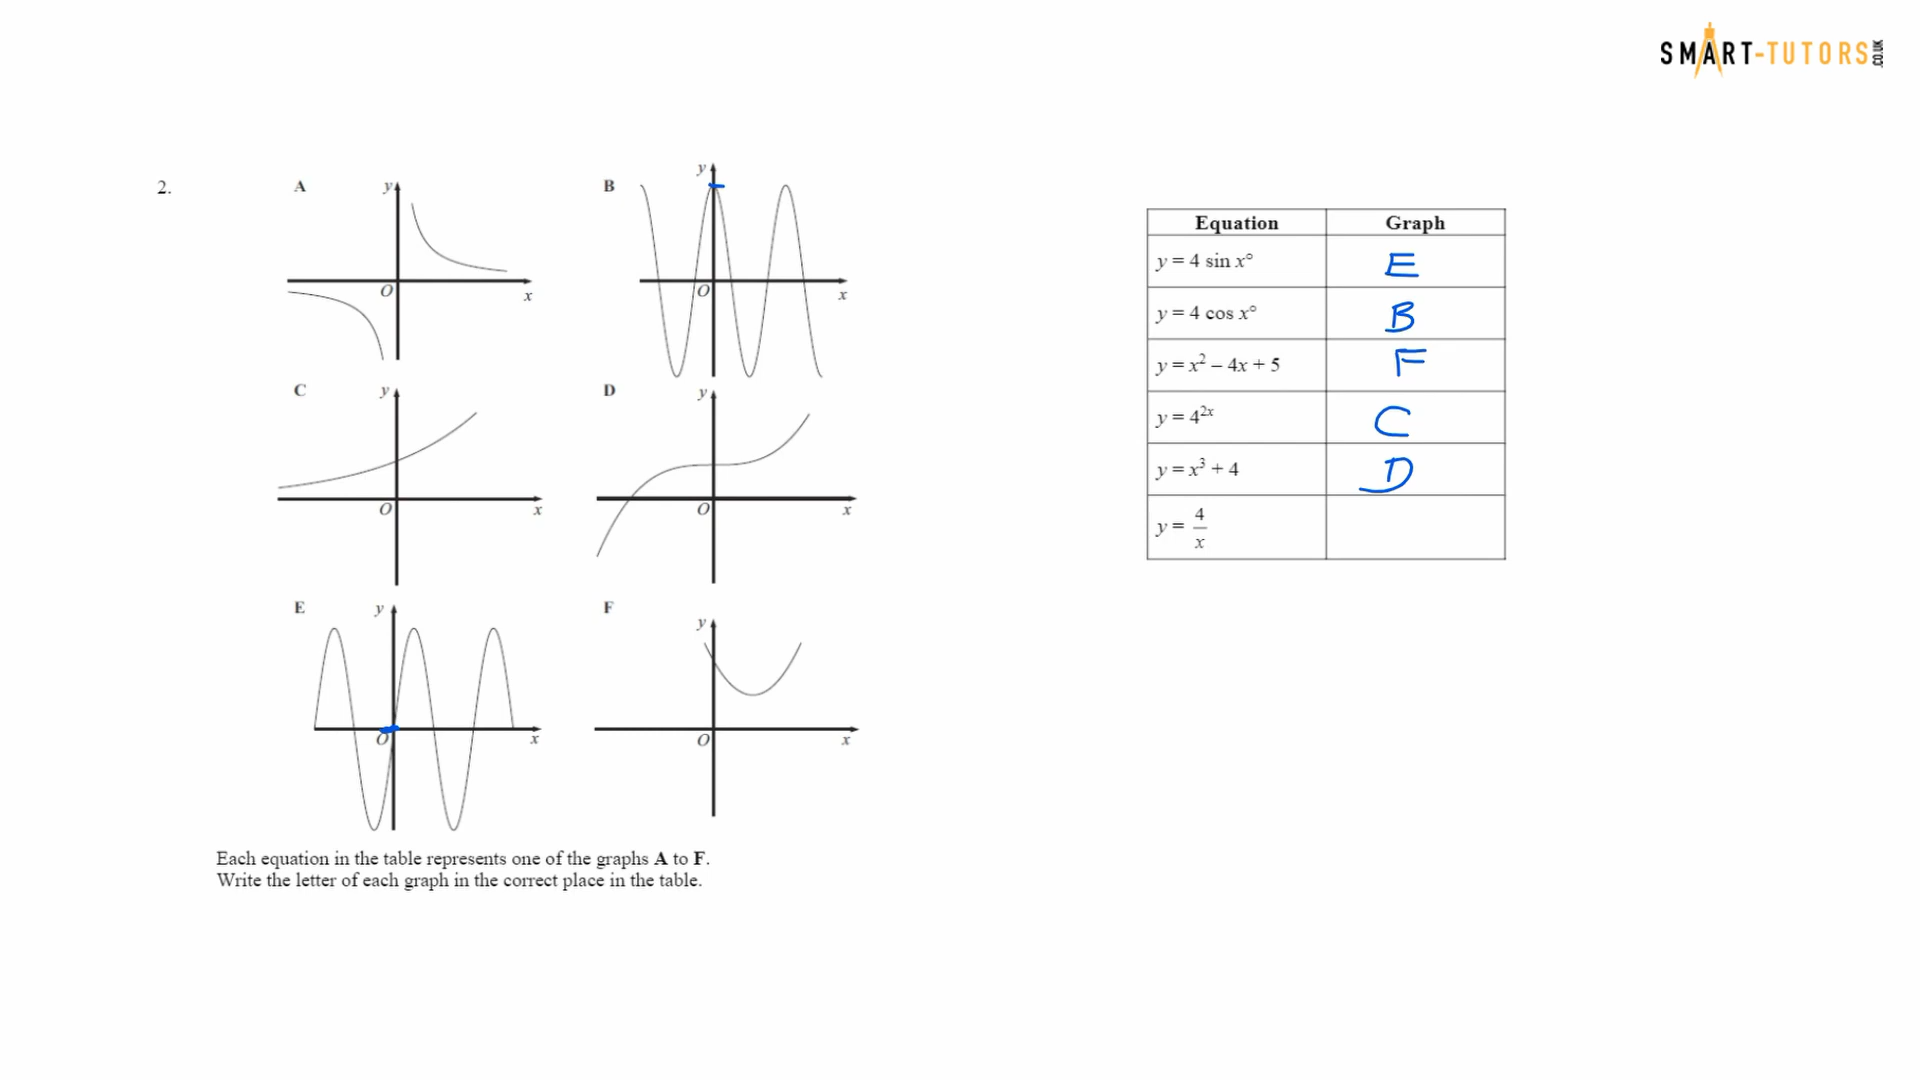 SMART-TUTORS.CO.UK
2.
A
y
O
x
B
y
O
x
C
y
O
x
D
y
O
x
E
y
O
x
F
y
O
x
Each equation in the table represents one of the graphs A to F.
Write the letter of each graph in the correct place in the table.
Equation Graph
y = 4 sin x° E
y = 4 cos x° B
y = x² – 4x + 5 F
y = 4²ˣ C
y = x³ + 4 D
y = 4/x